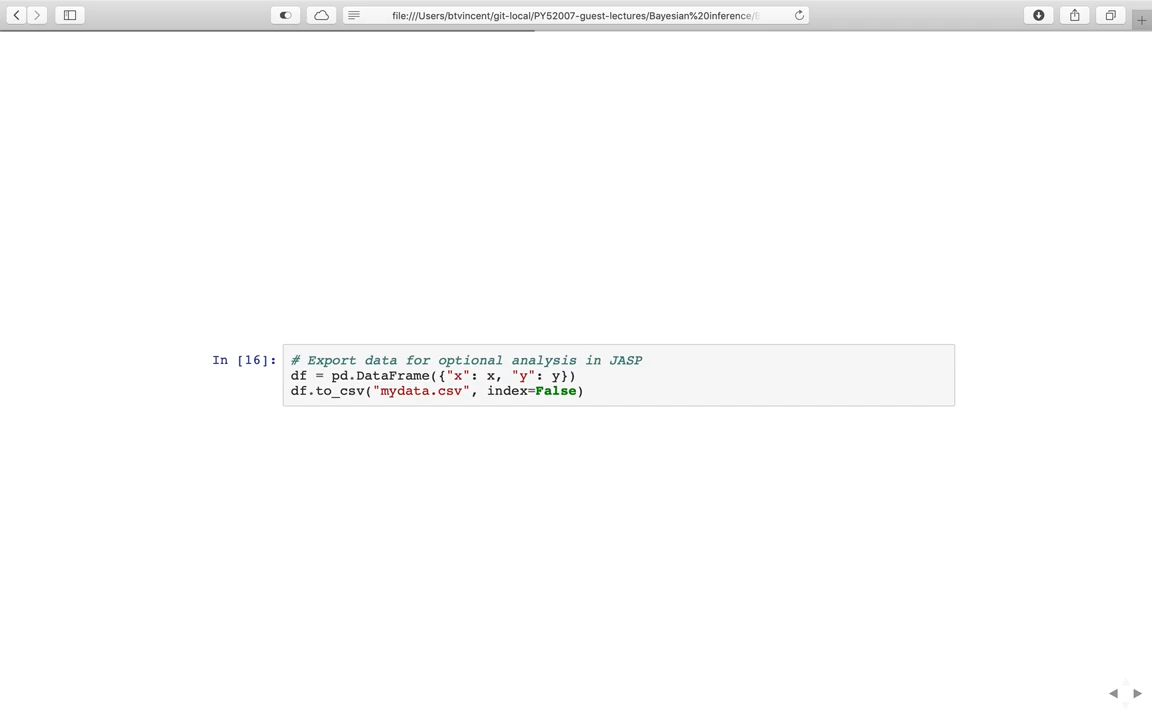 file:///Users/btvincent/git-local/PY52007-guest-lectures/Bayesian%20inference/
In [16]:
# Export data for optional analysis in JASP
df = pd.DataFrame({"x": x, "y": y})
df.to_csv("mydata.csv", index=False)